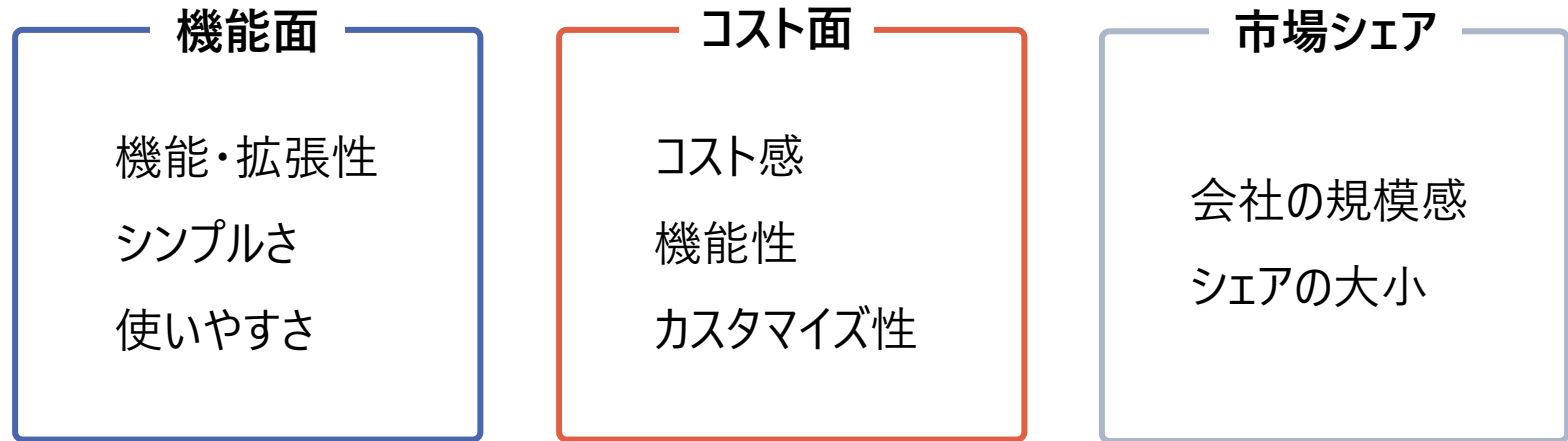 機能面
機能・拡張性
シンプルさ
使いやすさ
コスト面
コスト感
機能性
カスタマイズ性
市場シェア
会社の規模感
シェアの大小